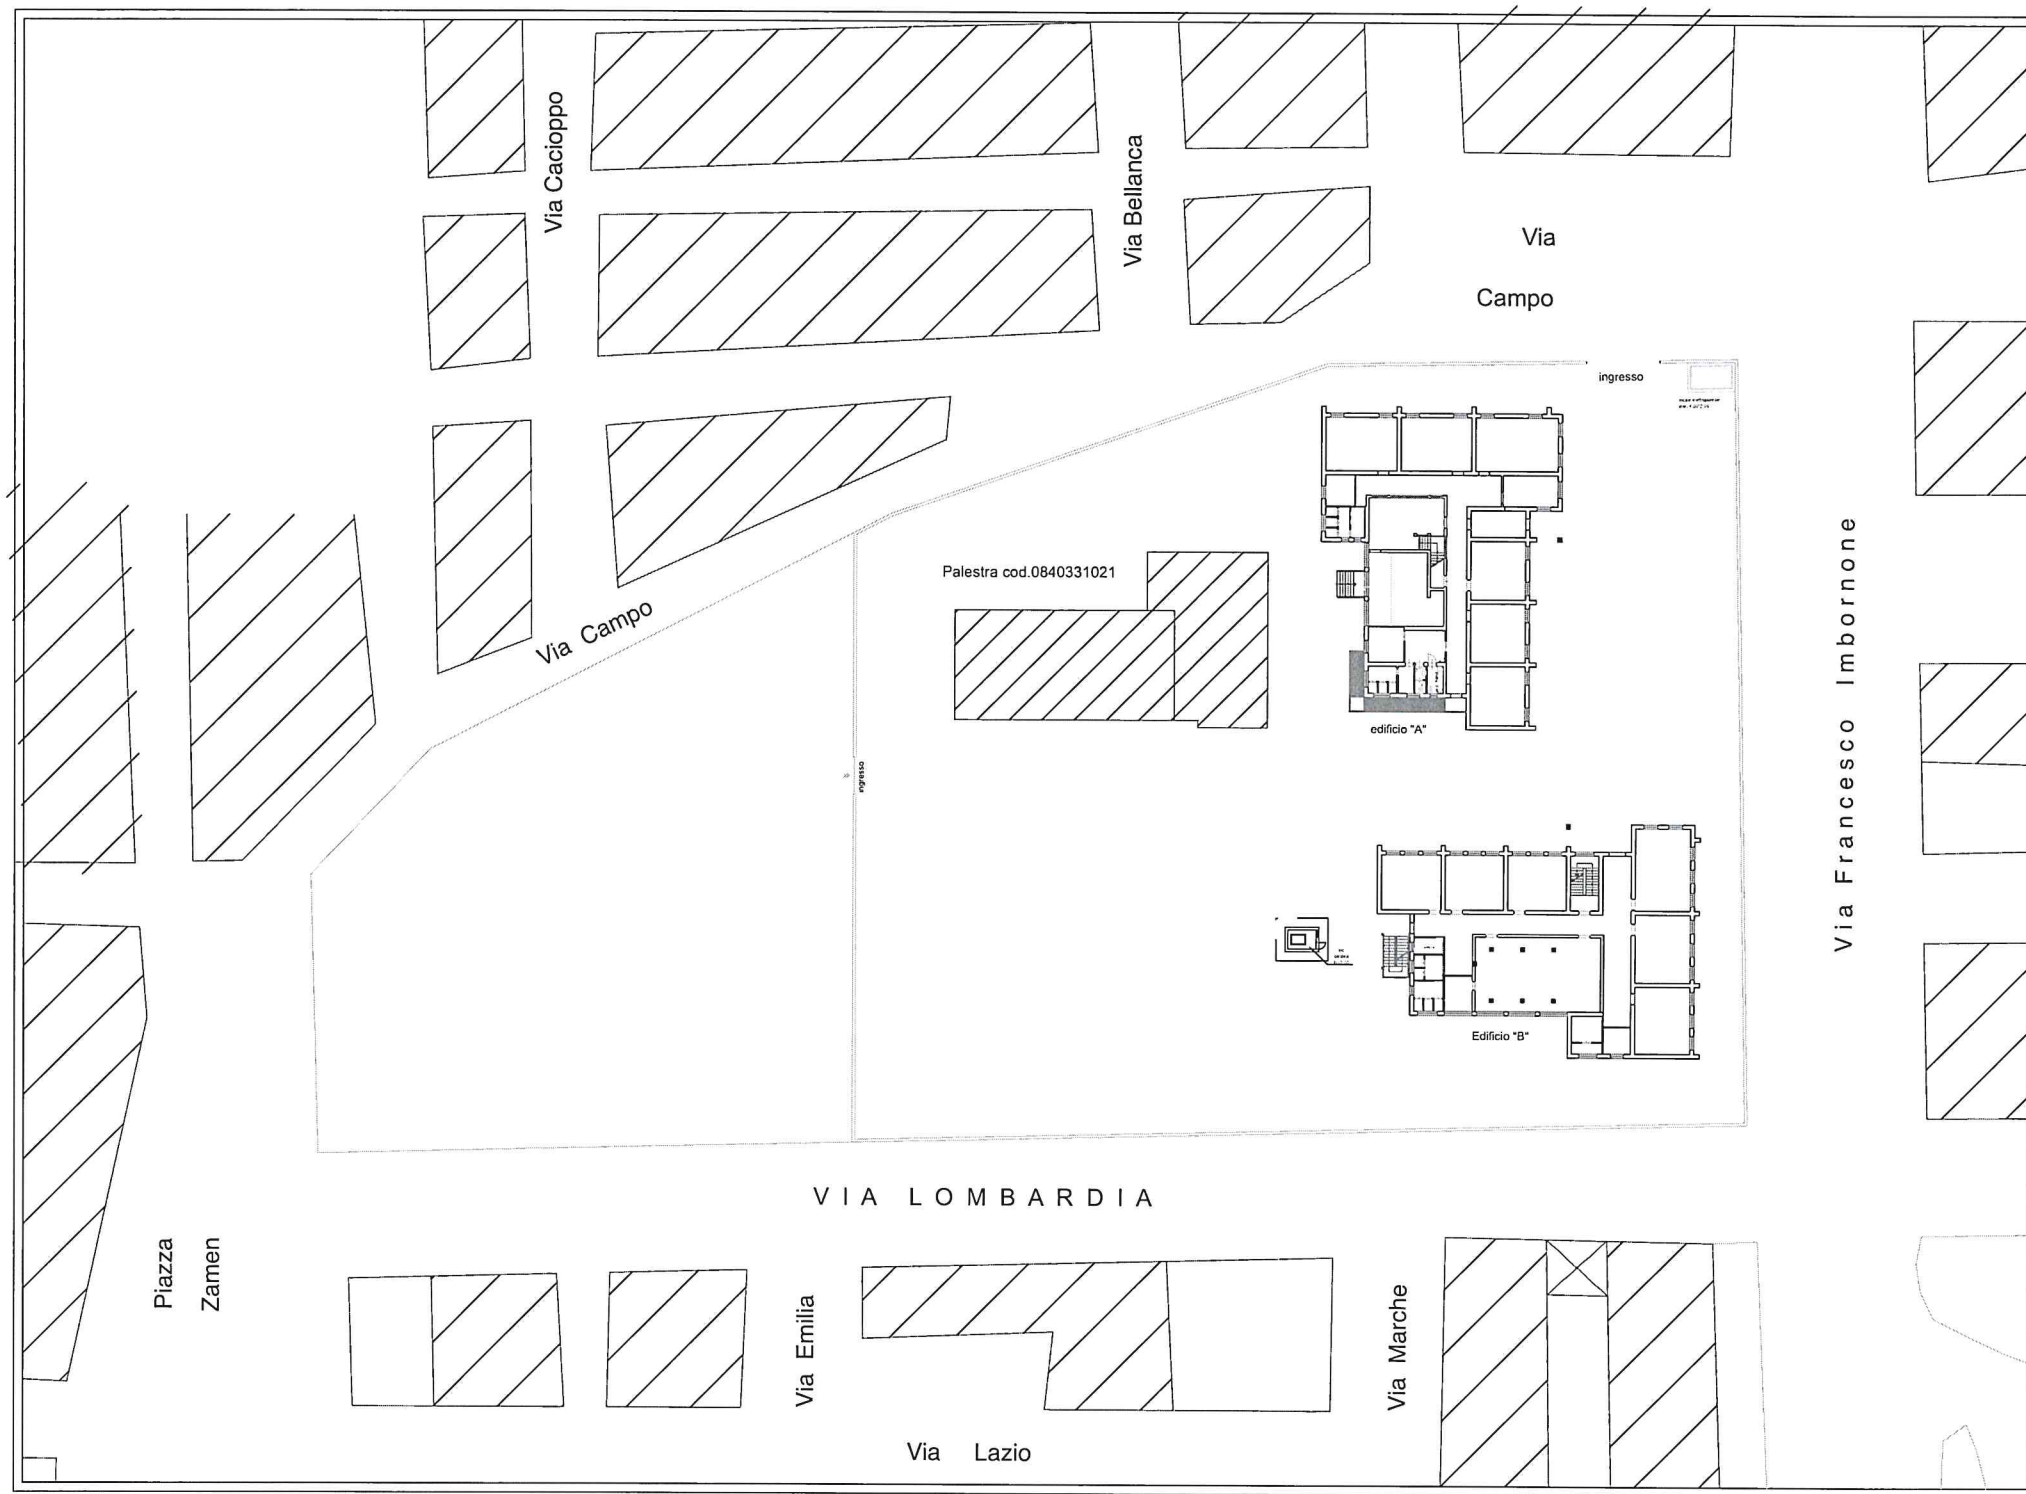 Via Cacioppo
Via Bellanca
Via
Campo
ingresso
Palestra cod.0840331021
Via Campo
edificio "A"
ingresso
Via Francesco Imbornone
Edificio "B"
VIA LOMBARDIA
Piazza
Zamen
Via Emilia
Via Marche
Via Lazio